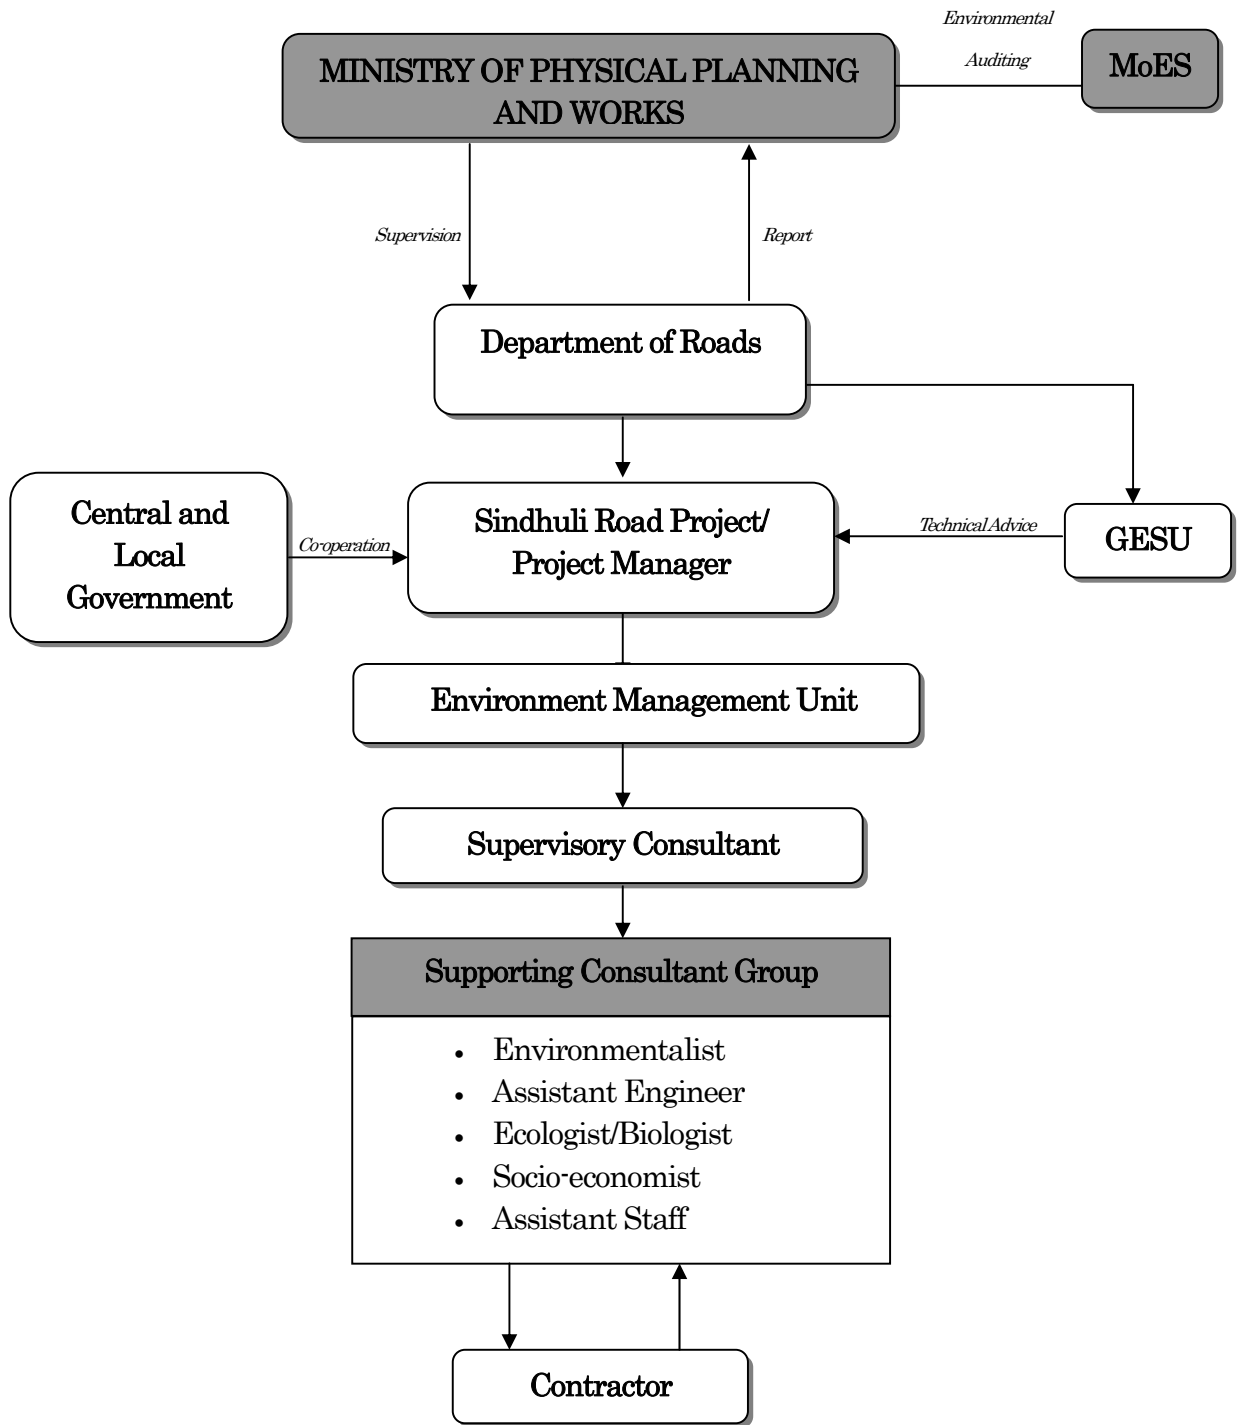 Environmental
Auditing
MINISTRY OF PHYSICAL PLANNING
AND WORKS
MoES
Supervision
Report
Department of Roads
Central and
Local
Government
Co-operation
Sindhuli Road Project/
Project Manager
Technical Advice
GESU
Environment Management Unit
Supervisory Consultant
Supporting Consultant Group
• Environmentalist
• Assistant Engineer
• Ecologist/Biologist
• Socio-economist
• Assistant Staff
Contractor